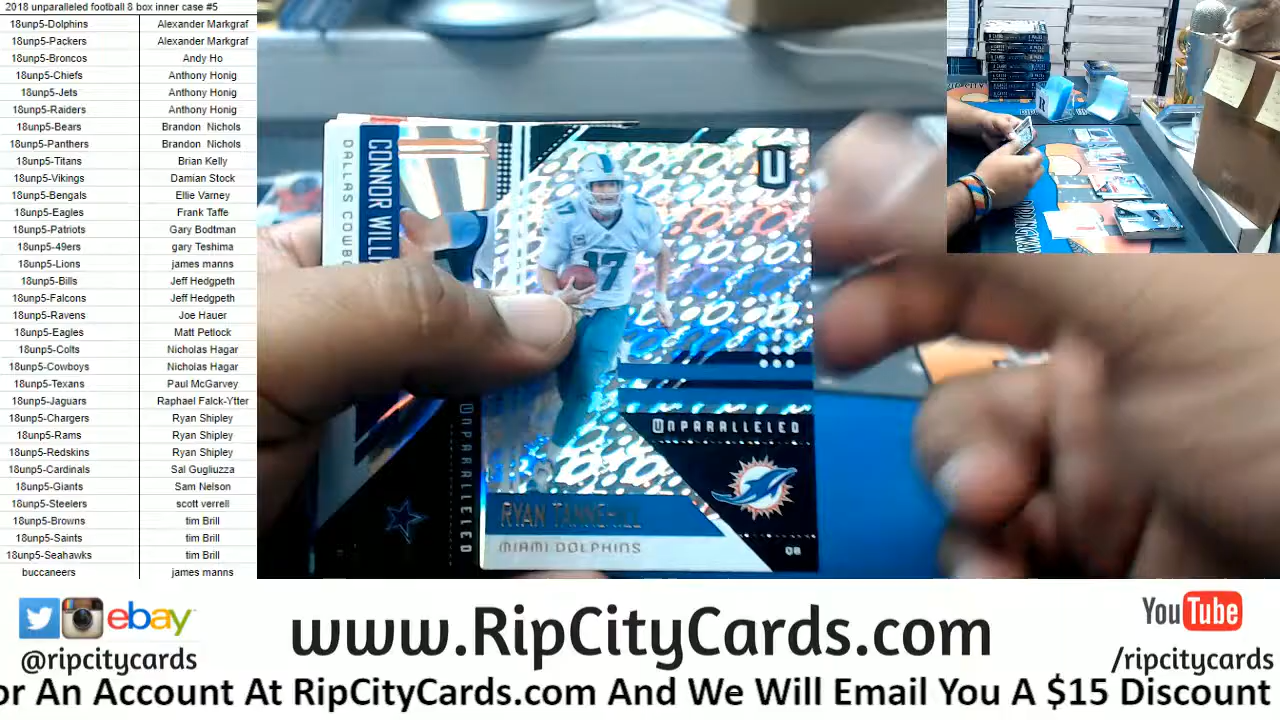 2018 unparalleled football 8 box inner case #5
18unp5-Dolphins Alexander Markgraf
18unp5-Packers Alexander Markgraf
18unp5-Broncos Andy Ho
18unp5-Chiefs Anthony Honig
18unp5-Jets Anthony Honig
18unp5-Raiders Anthony Honig
18unp5-Bears Brandon Nichols
18unp5-Panthers Brandon Nichols
18unp5-Titans Brian Kelly
18unp5-Vikings Damian Stock
18unp5-Bengals Ellie Varney
18unp5-Eagles Frank Taffe
18unp5-Patriots Gary Bodtman
18unp5-49ers gary Teshima
18unp5-Lions james manns
18unp5-Bills Jeff Hedgpeth
18unp5-Falcons Jeff Hedgpeth
18unp5-Ravens Joe Hauer
18unp5-Eagles Matt Petlock
18unp5-Colts Nicholas Hagar
18unp5-Cowboys Nicholas Hagar
18unp5-Texans Paul McGarvey
18unp5-Jaguars Raphael Falck-Ytter
18unp5-Chargers Ryan Shipley
18unp5-Rams Ryan Shipley
18unp5-Redskins Ryan Shipley
18unp5-Cardinals Sal Gugliuzza
18unp5-Giants Sam Nelson
18unp5-Steelers scott verrell
18unp5-Browns tim Brill
18unp5-Saints tim Brill
18unp5-Seahawks tim Brill
buccaneers james manns
CONNOR WILLI
DALLAS COWBO
UNPARALLELED
U
17
17
UNPARALLELED
RYAN TANNEHILL
MIAMI DOLPHINS
QB
ebay
@ripcitycards
www.RipCityCards.com
YouTube
/ripcitycards
or An Account At RipCityCards.com And We Will Email You A $15 Discount